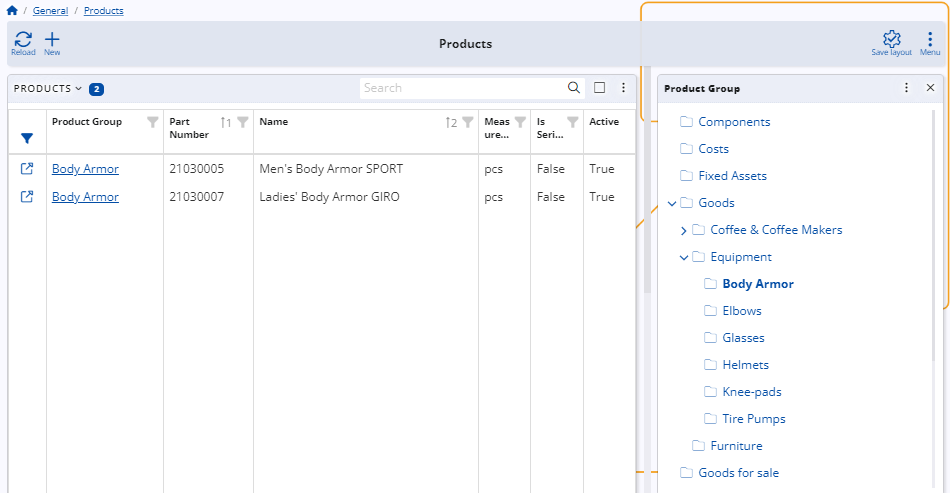 / General / Products
Reload New Products Save layout Menu
PRODUCTS 2 Search
Product Group Part Number 1 Name 2 Meas ure... Is Seri... Active
Body Armor 21030005 Men's Body Armor SPORT pcs False True
Body Armor 21030007 Ladies' Body Armor GIRO pcs False True
Product Group
Components
Costs
Fixed Assets
Goods
Coffee & Coffee Makers
Equipment
Body Armor
Elbows
Glasses
Helmets
Knee-pads
Tire Pumps
Furniture
Goods for sale